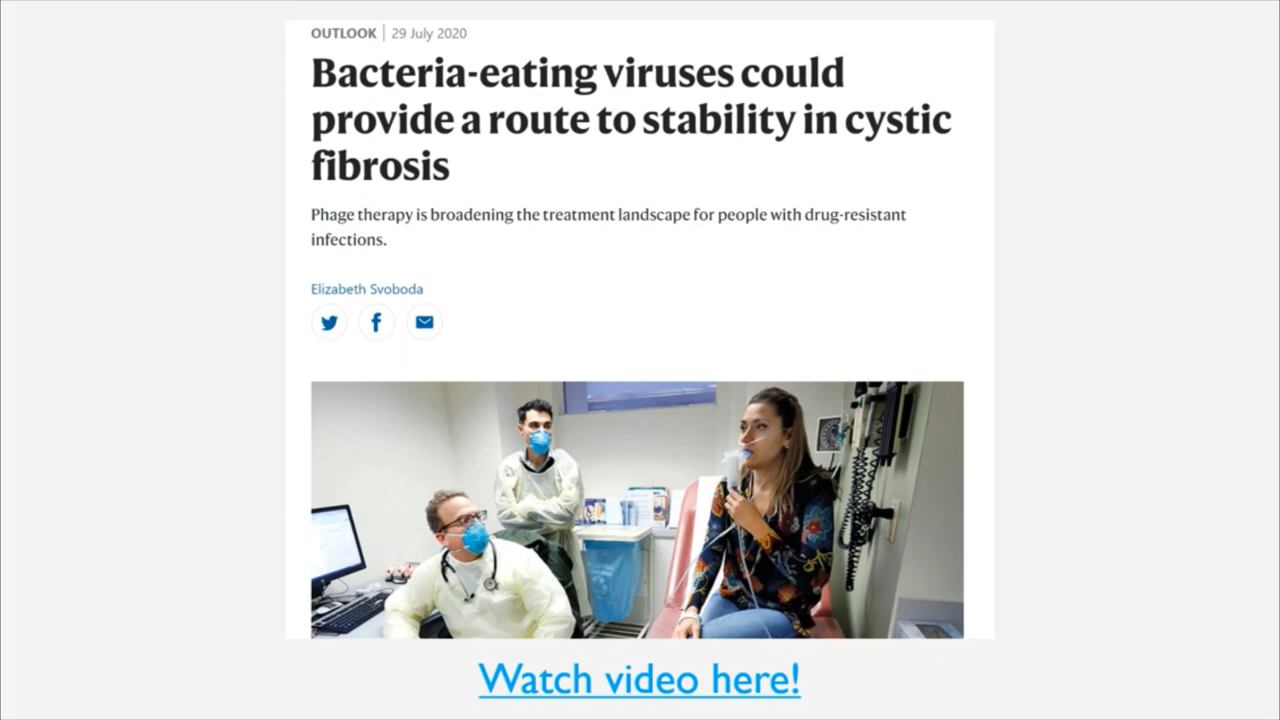 OUTLOOK | 29 July 2020
Bacteria-eating viruses could
provide a route to stability in cystic
fibrosis
Phage therapy is broadening the treatment landscape for people with drug-resistant
infections.
Elizabeth Svoboda
Watch video here!